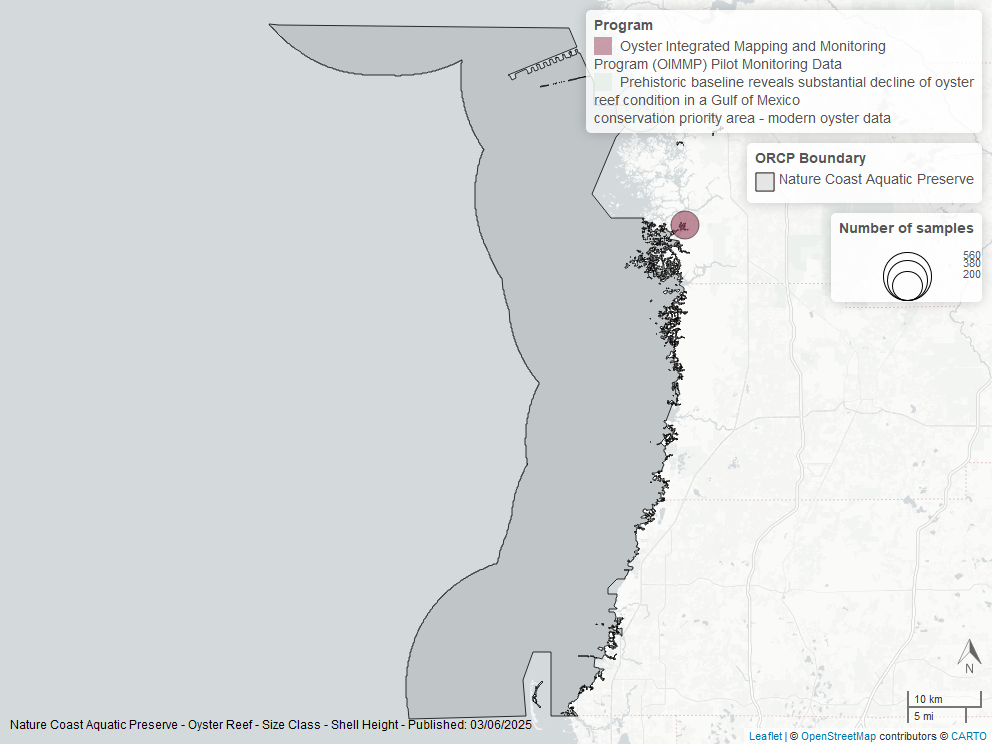 Program
Oyster Integrated Mapping and Monitoring
Program (OIMMP) Pilot Monitoring Data
Prehistoric baseline reveals substantial decline of oyster
reef condition in a Gulf of Mexico
conservation priority area - modern oyster data
ORCP Boundary
Nature Coast Aquatic Preserve
Number of samples
560
380
200
N
10 km
5 mi
Nature Coast Aquatic Preserve - Oyster Reef - Size Class - Shell Height - Published: 03/06/2025
Leaflet | © OpenStreetMap contributors © CARTO